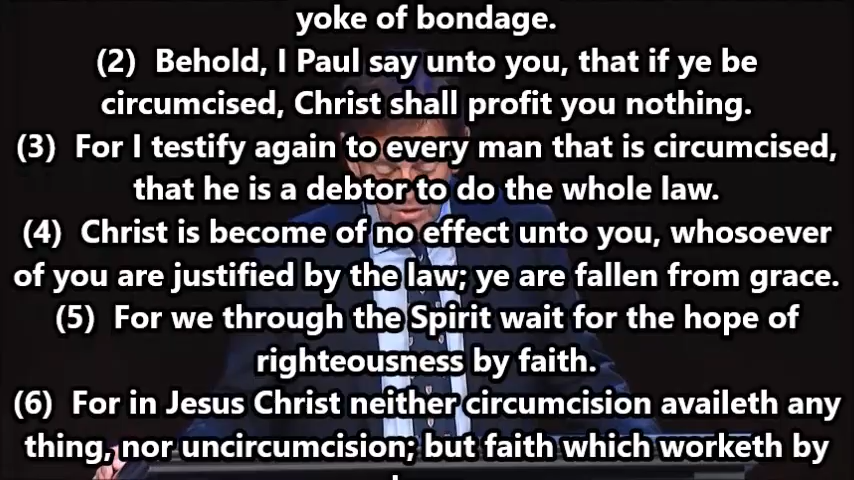 yoke of bondage.
(2) Behold, I Paul say unto you, that if ye be
circumcised, Christ shall profit you nothing.
(3) For I testify again to every man that is circumcised,
that he is a debtor to do the whole law.
(4) Christ is become of no effect unto you, whosoever
of you are justified by the law; ye are fallen from grace.
(5) For we through the Spirit wait for the hope of
righteousness by faith.
(6) For in Jesus Christ neither circumcision availeth any
thing, nor uncircumcision; but faith which worketh by